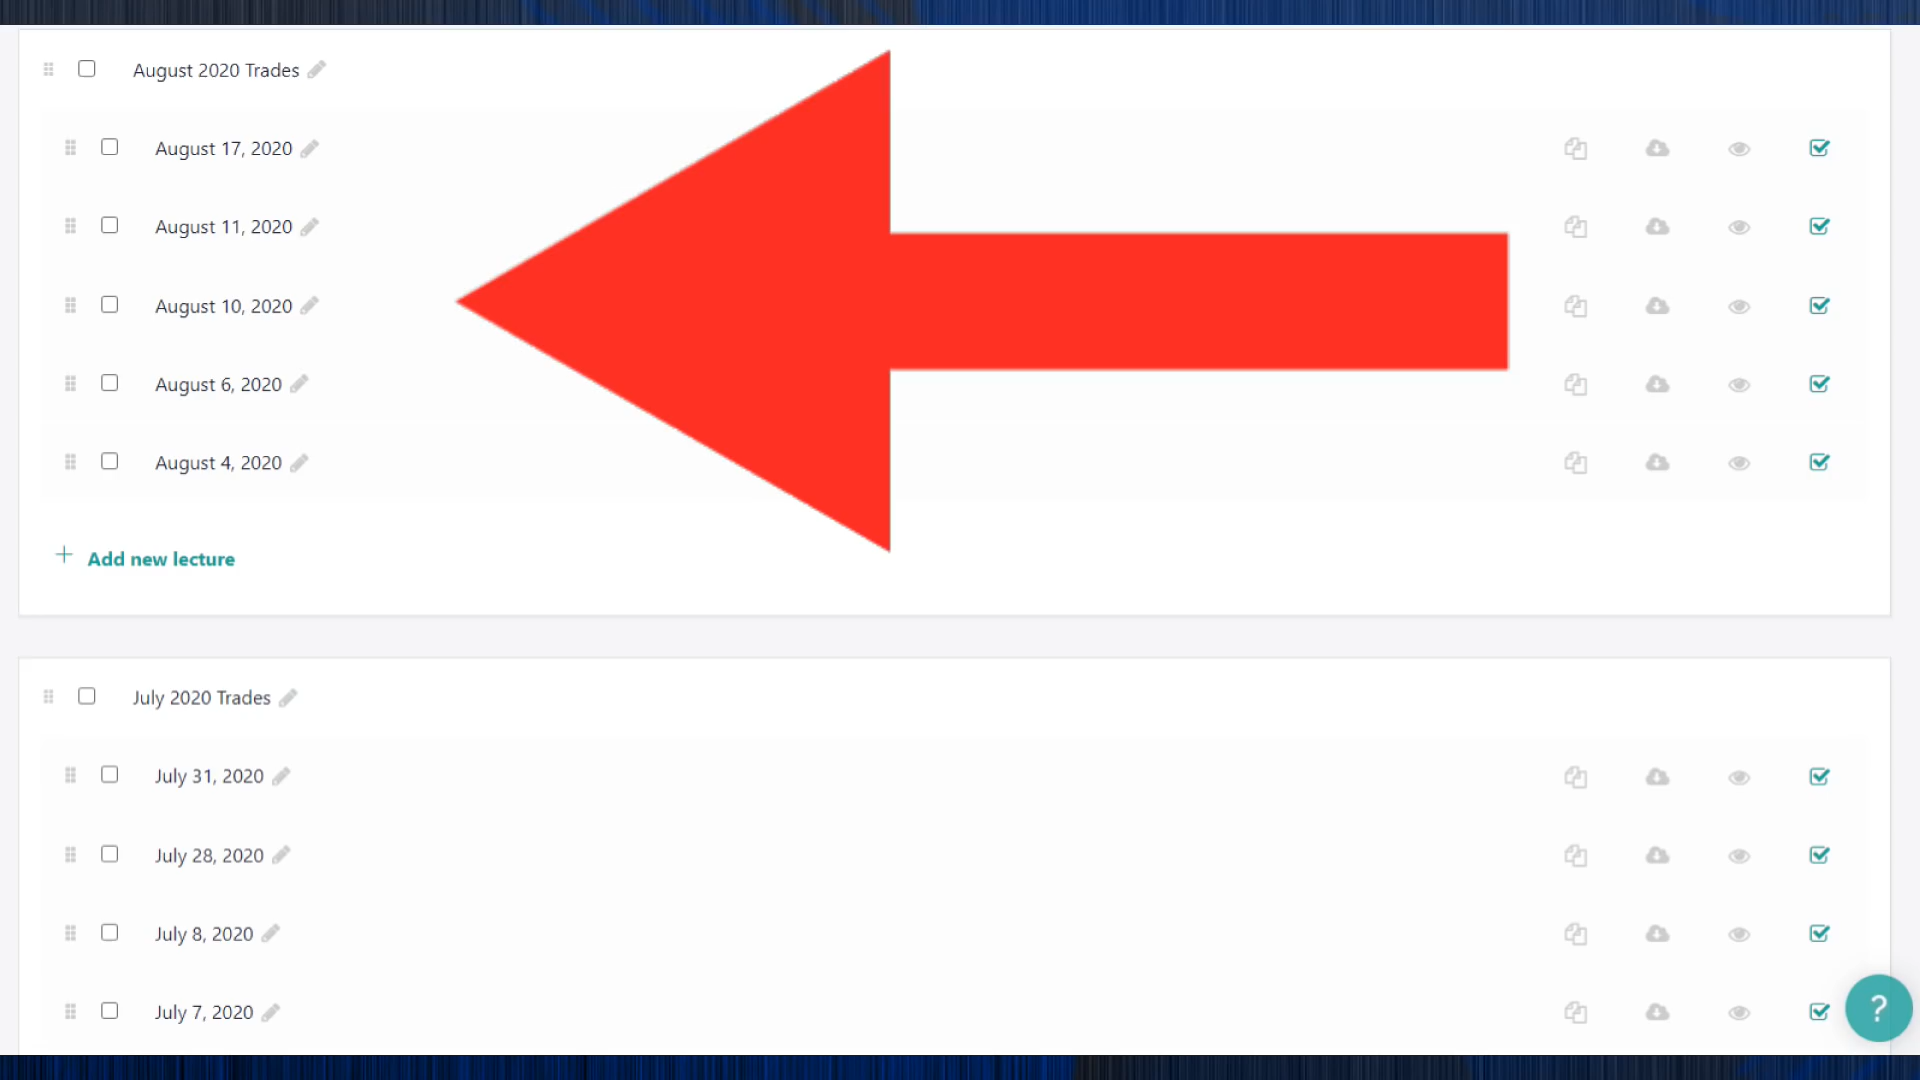 August 2020 Trades
August 17, 2020
August 11, 2020
August 10, 2020
August 6, 2020
August 4, 2020
+ Add new lecture
July 2020 Trades
July 31, 2020
July 28, 2020
July 8, 2020
July 7, 2020
?